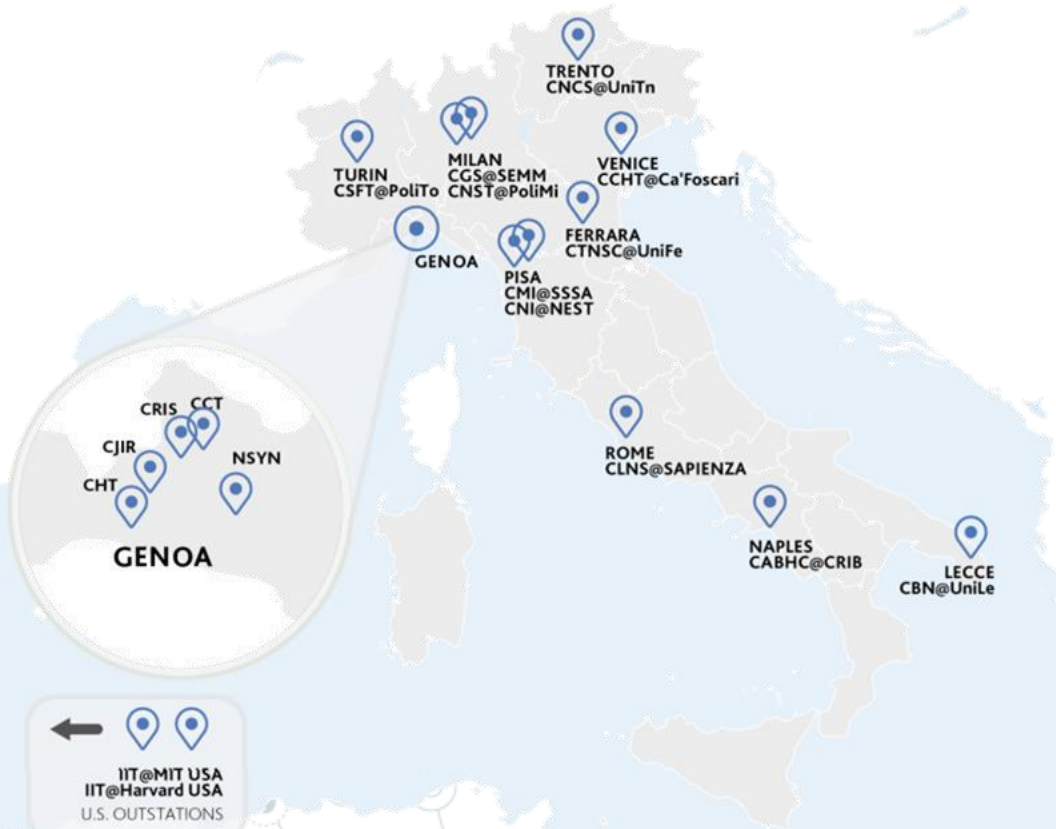 TRENTO
CNCS@UniTn
TURIN
CSFT@PoliTo
MILAN
CGS@SEMM
CNST@PoliMi
VENICE
CCHT@Ca'Foscari
FERRARA
CTNSC@UniFe
GENOA
PISA
CMI@SSSA
CNI@NEST
CRIS
CCT
CJIR
NSYN
CHT
GENOA
ROME
CLNS@SAPIENZA
NAPLES
CABHC@CRIB
LECCE
CBN@UniLe
IIT@MIT USA
IIT@Harvard USA
U.S. OUTSTATIONS